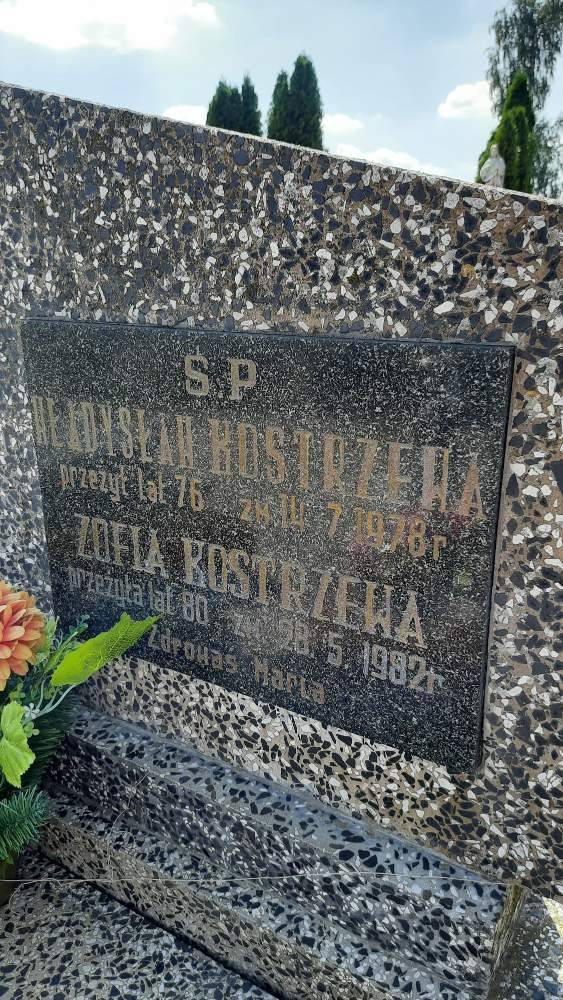 Ś.P
WŁADYSŁAW KOSTRZEWA
przeżył lat 76 zm 14 7 1978 r
ZOFIA KOSTRZEWA
przeżyła lat 80 zm 28 5 1982 r
Zdrowaś Maria